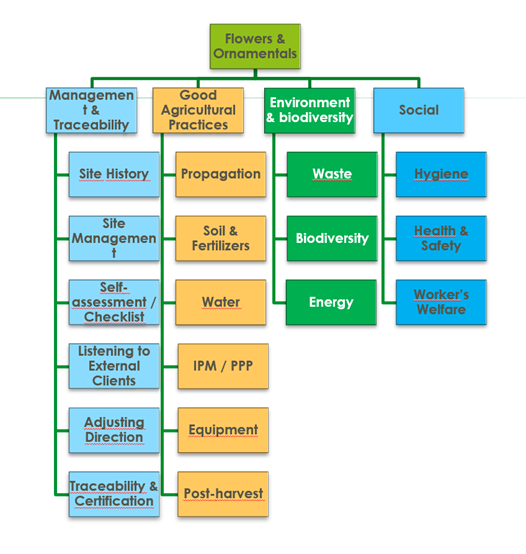 Flowers &
Ornamentals
Managemen
t &
Traceability
Good
Agricultural
Practices
Environment
& biodiversity
Social
Site History
Propagation
Waste
Hygiene
Site
Managemen
t
Soil &
Fertilizers
Biodiversity
Health &
Safety
Self-
assessment /
Checklist
Water
Energy
Worker's
Welfare
Listening to
External
Clients
IPM / PPP
Adjusting
Direction
Equipment
Traceability &
Certification
Post-harvest